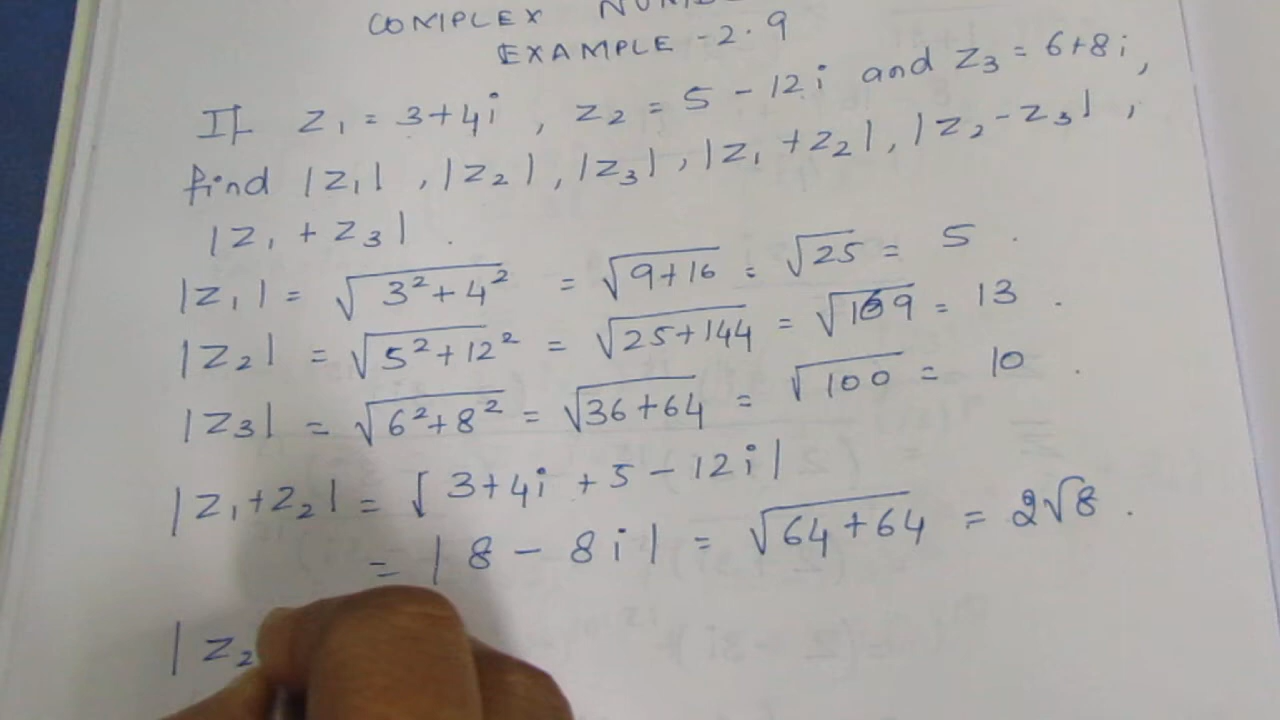 COMPLEX
EXAMPLE - 2.9
If z₁ = 3+4i , z₂ = 5 - 12i and z₃ = 6+8i,
find |z₁| , |z₂| , |z₃| , |z₁ + z₂| , |z₂ - z₃| ,
|z₁ + z₃| .
|z₁| = √(3²+4²) = √(9+16) = √25 = 5 .
|z₂| = √(5²+12²) = √(25+144) = √169 = 13 .
|z₃| = √(6²+8²) = √(36+64) = √100 = 10 .
|z₁+z₂| = | 3+4i + 5 - 12i |
= | 8 - 8i | = √(64+64) = 2√8 .
| z₂